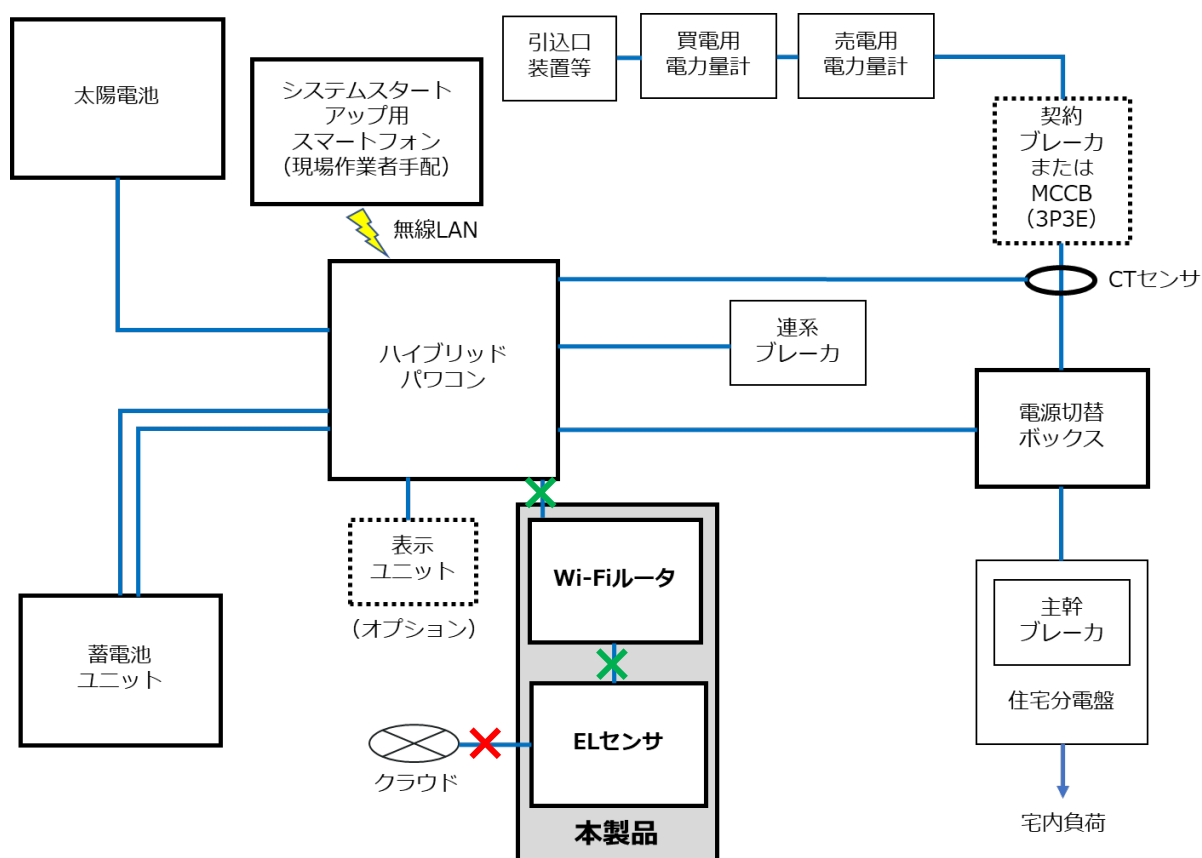 太陽電池
システムスタート
アップ用
スマートフォン
（現場作業者手配）
無線LAN
引込口
装置等
買電用
電力量計
売電用
電力量計
契約
ブレーカ
または
MCCB
（3P3E）
CTセンサ
ハイブリッド
パワコン
連系
ブレーカ
電源切替
ボックス
表示
ユニット
（オプション）
Wi-Fiルータ
主幹
ブレーカ
住宅分電盤
蓄電池
ユニット
ELセンサ
クラウド
本製品
宅内負荷